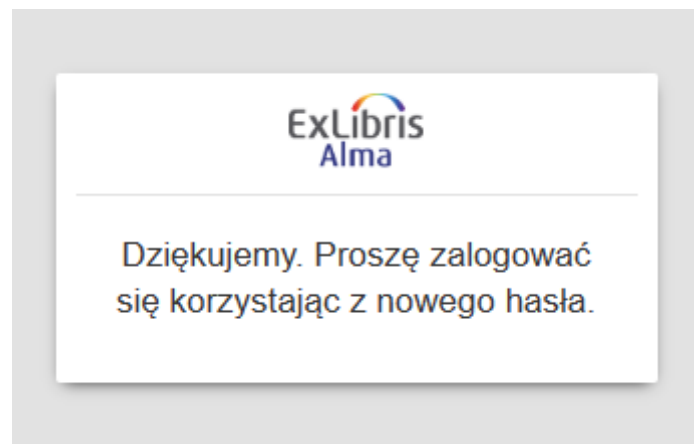 ExLibris
Alma
Dziękujemy. Proszę zalogować
się korzystając z nowego hasła.